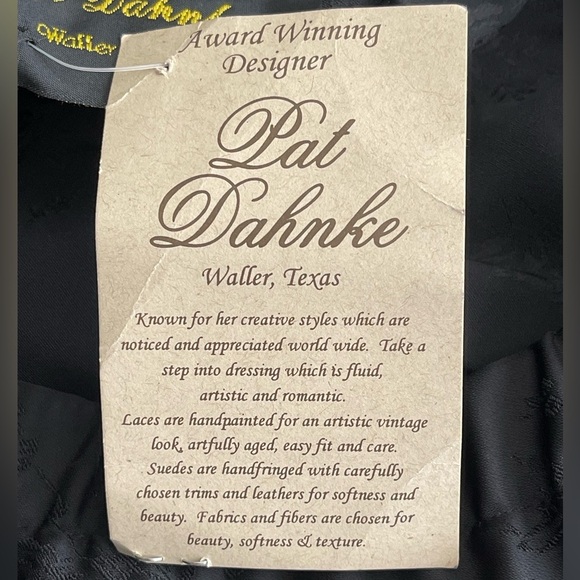 Dahnk
Waller
Award Winning
Designer
Pat
Dahnke
Waller, Texas
Known for her creative styles which are
noticed and appreciated world wide. Take a
step into dressing which is fluid,
artistic and romantic.
Laces are handpainted for an artistic vintage
look, artfully aged, easy fit and care.
Suedes are handfringed with carefully
chosen trims and leathers for softness and
beauty. Fabrics and fibers are chosen for
beauty, softness & texture.